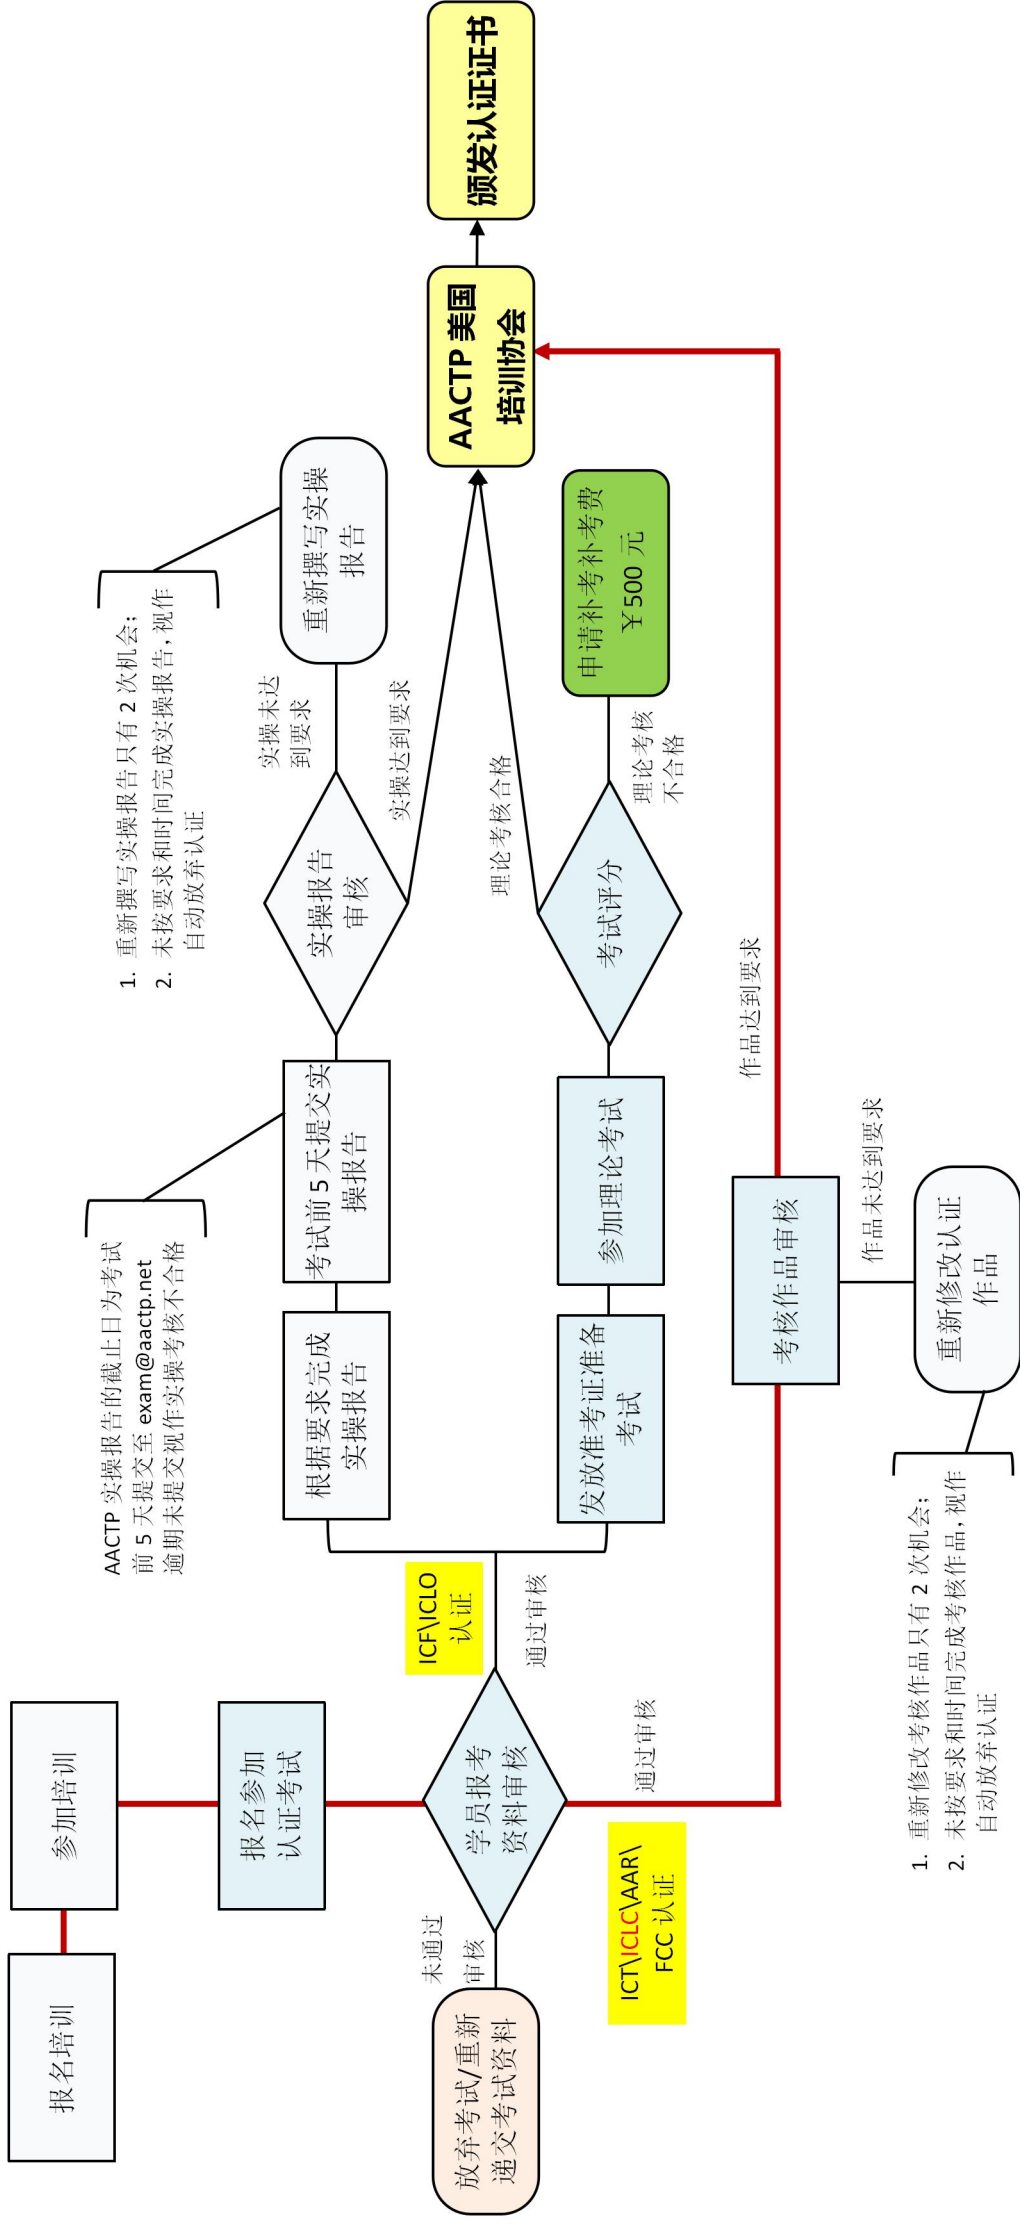 报名培训
参加培训
报名参加
认证考试
学员报考
资料审核
未通过
审核
放弃考试/重新
递交考试资料
ICF\ICLO
认证
通过审核
ICT\ICLC\AAR\
FCC 认证
通过审核
AACTP 实操报告的截止日为考试
前 5 天提交至 exam@aactp.net
逾期未提交视作实操考核不合格
根据要求完成
实操报告
考试前 5 天提交实
操报告
实操报告
审核
实操未达
到要求
重新撰写实操
报告
1. 重新撰写实操报告只有 2 次机会;
2. 未按要求和时间完成实操报告,视作
自动放弃认证
实操达到要求
发放准考证准备
考试
参加理论考试
考试评分
理论考核合格
理论考核
不合格
申请补考补考费
￥500 元
AACTP 美国
培训协会
颁发认证证书
考核作品审核
作品达到要求
作品未达到要求
重新修改认证
作品
1. 重新修改考核作品只有 2 次机会;
2. 未按要求和时间完成考核作品,视作
自动放弃认证